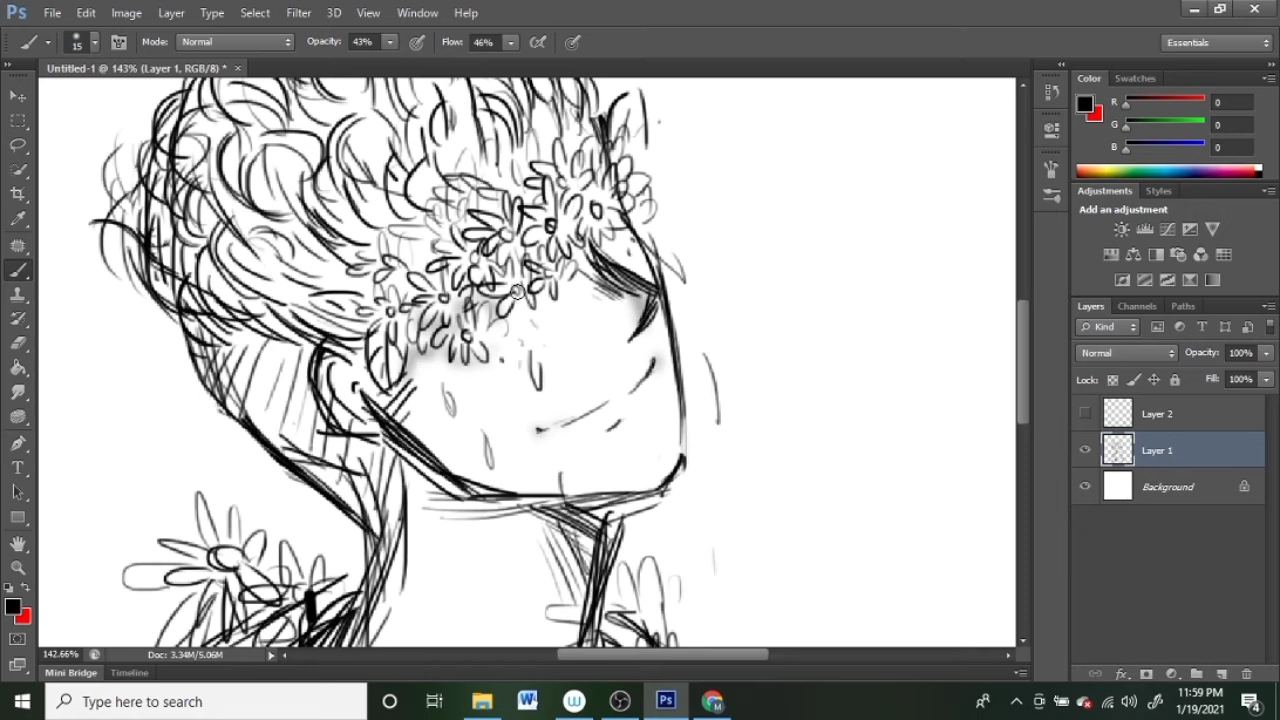 Ps File Edit Image Layer Type Select Filter 3D View Window Help
15 Mode: Normal Opacity: 43% Flow: 46% Essentials
Untitled-1 @ 143% (Layer 1, RGB/8) * ×
Color Swatches
R 0
G 0
B 0
Adjustments Styles
Add an adjustment
Layers Channels Paths
Kind
Normal Opacity: 100%
Lock: Fill: 100%
Layer 2
Layer 1
Background
142.66% Doc: 3.34M/5.06M
Mini Bridge Timeline
Type here to search
11:59 PM
1/19/2021
4